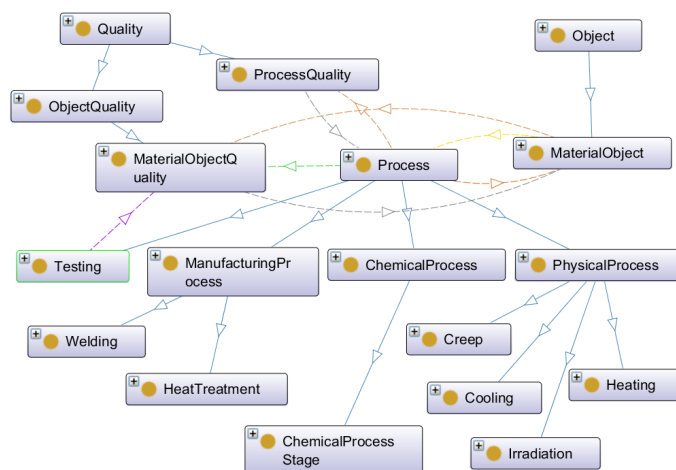 Quality
Object
ProcessQuality
ObjectQuality
MaterialObjectQ
uality
Process
MaterialObject
Testing
ManufacturingPr
ocess
ChemicalProcess
PhysicalProcess
Welding
Creep
HeatTreatment
Cooling
Heating
ChemicalProcess
Stage
Irradiation